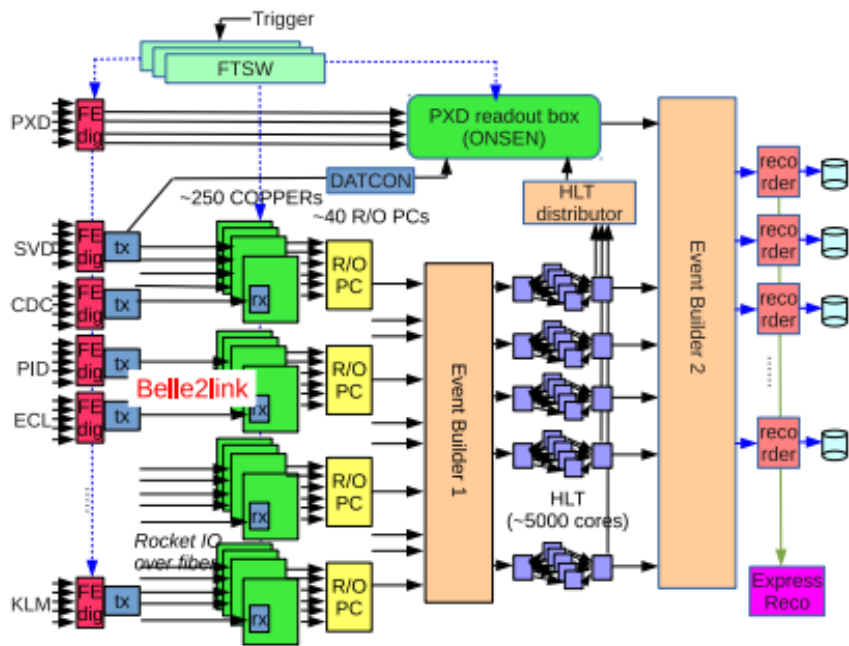 Trigger
FTSW
PXD
FE
dig
PXD readout box
(ONSEN)
DATCON
~250 COPPERs
~40 R/O PCs
HLT
distributor
SVD
FE
dig
tx
rx
R/O
PC
CDC
FE
dig
tx
PID
FE
dig
tx
Belle2link
rx
R/O
PC
ECL
FE
dig
tx
rx
R/O
PC
Rocket IO
over fiber
KLM
FE
dig
tx
rx
R/O
PC
Event Builder 1
HLT
(~5000 cores)
Event Builder 2
reco
rder
reco
rder
reco
rder
reco
rder
Express
Reco